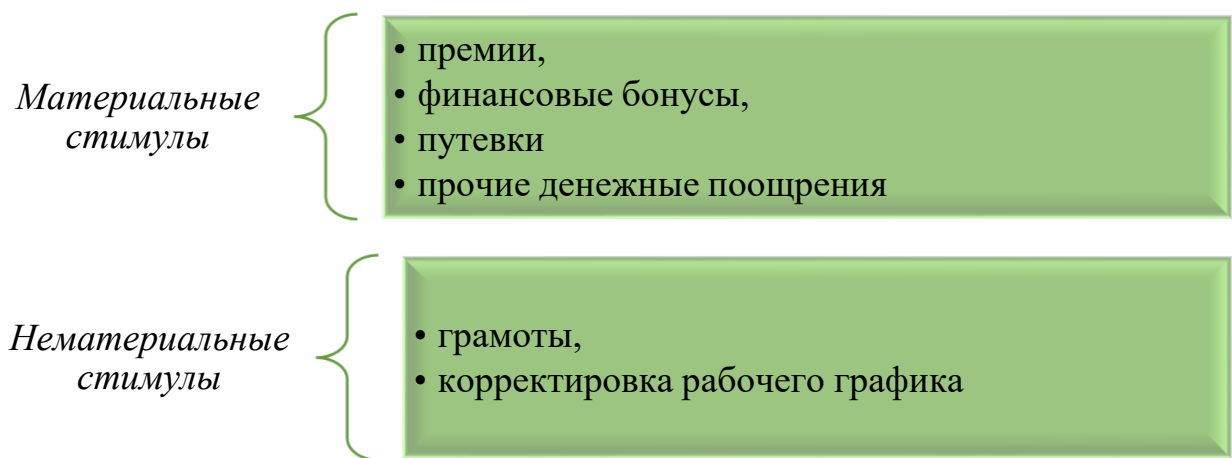 Материальные
стимулы
• премии,
• финансовые бонусы,
• путевки
• прочие денежные поощрения
Нематериальные
стимулы
• грамоты,
• корректировка рабочего графика